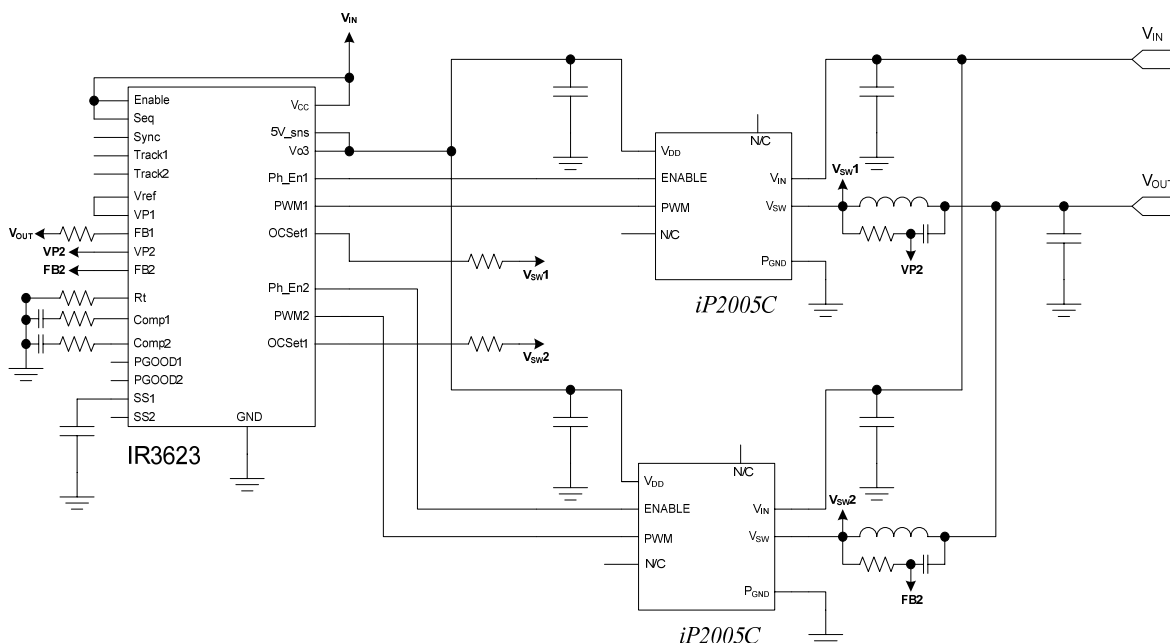 VIN
VIN
Enable
Seq
Sync
Track1
Track2
Vref
VP1
FB1
VP2
FB2
Rt
Comp1
Comp2
PGOOD1
PGOOD2
SS1
SS2
VCC
5V_sns
Vo3
Ph_En1
PWM1
OCSet1
Ph_En2
PWM2
OCSet1
GND
IR3623
VOUT
VP2
FB2
VSW1
VSW2
N/C
VDD
ENABLE
PWM
N/C
VIN
VSW
PGND
iP2005C
VSW1
VP2
VOUT
N/C
VDD
ENABLE
PWM
N/C
VIN
VSW
PGND
iP2005C
VSW2
FB2